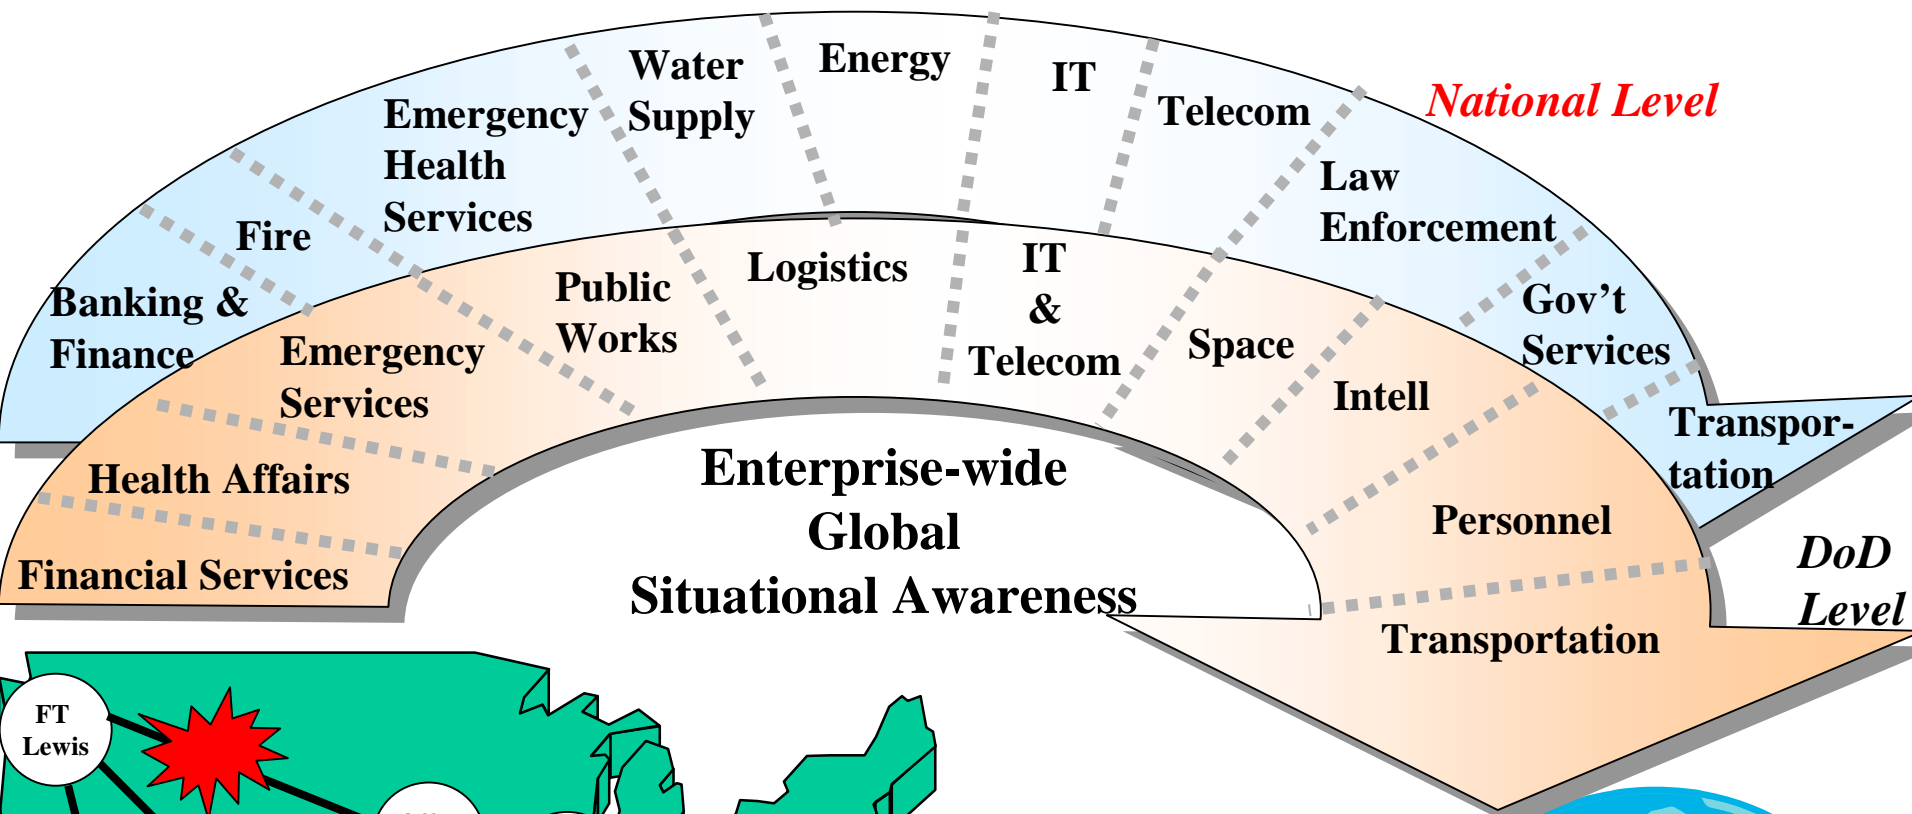 Water
Supply
Energy
IT
Telecom
National Level
Emergency
Health
Services
Law
Enforcement
Fire
Banking &
Finance
Gov’t
Services
Transpor-
tation
Logistics
IT
&
Telecom
Public
Works
Space
Emergency
Services
Intell
Health Affairs
Personnel
Financial Services
Transportation
DoD
Level
Enterprise-wide
Global
Situational Awareness
FT
Lewis